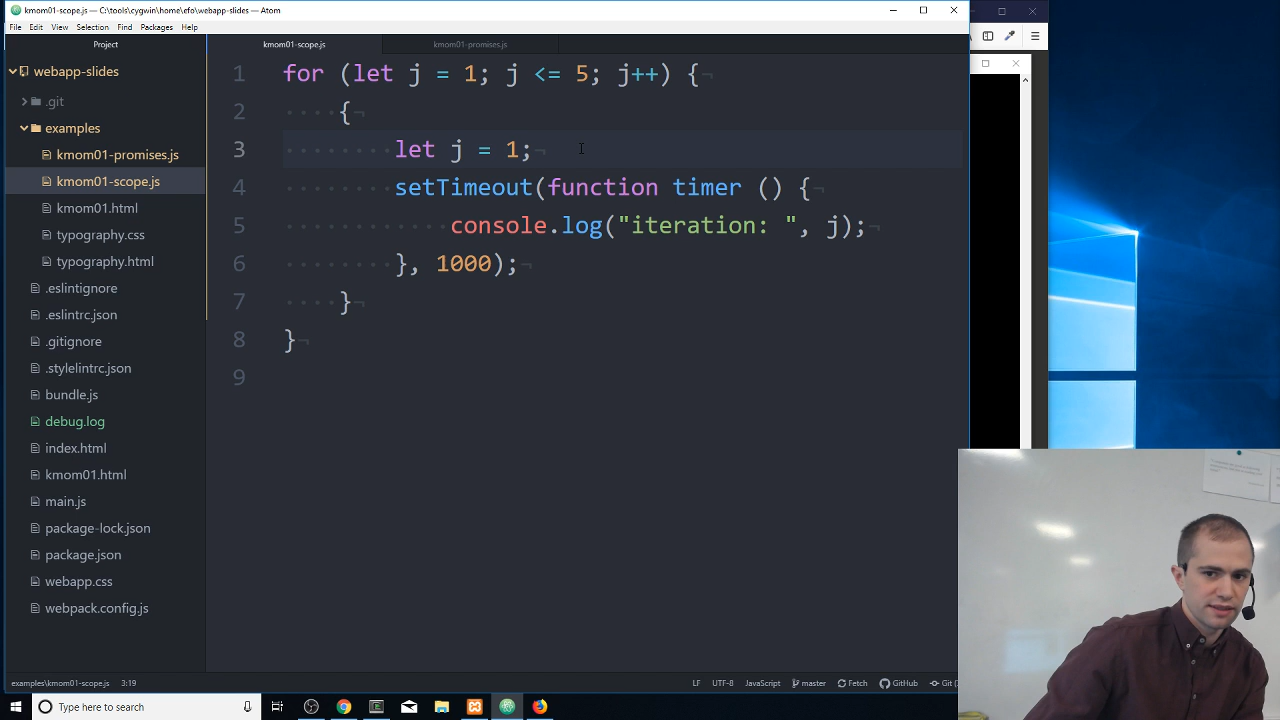 kmom01-scope.js — C:\tools\cygwin\home\efo\webapp-slides — Atom
File Edit View Selection Find Packages Help
Project
kmom01-scope.js
kmom01-promises.js
webapp-slides
.git
examples
kmom01-promises.js
kmom01-scope.js
kmom01.html
typography.css
typography.html
.eslintignore
.eslintrc.json
.gitignore
.stylelintrc.json
bundle.js
debug.log
index.html
kmom01.html
main.js
package-lock.json
package.json
webapp.css
webpack.config.js
1 for (let j = 1; j <= 5; j++) {
2 {
3 let j = 1;
4 setTimeout(function timer () {
5 console.log("iteration: ", j);
6 }, 1000);
7 }
8 }
9
examples\kmom01-scope.js 3:19 LF UTF-8 JavaScript master Fetch GitHub Git (
Type here to search